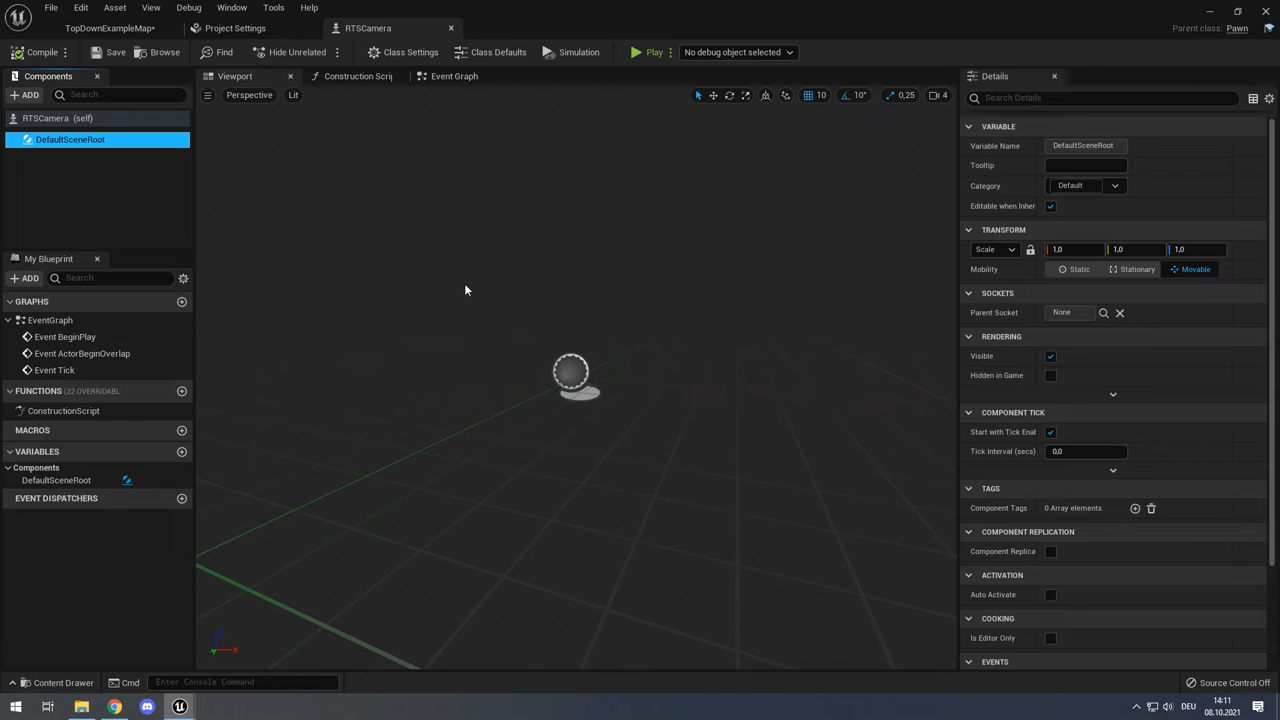 File Edit Asset View Debug Window Tools Help
TopDownExampleMap* Project Settings RTSCamera Parent class: Pawn
Compile Save Browse Find Hide Unrelated Class Settings Class Defaults Simulation Play No debug object selected
Components Viewport Construction Scrip Event Graph Details
+ ADD Search Perspective Lit 10 10° 0,25 4 Search Details
RTSCamera (self)
DefaultSceneRoot
My Blueprint
+ ADD Search
GRAPHS
EventGraph
Event BeginPlay
Event ActorBeginOverlap
Event Tick
FUNCTIONS (22 OVERRIDABL
ConstructionScript
MACROS
VARIABLES
Components
DefaultSceneRoot
EVENT DISPATCHERS
VARIABLE
Variable Name DefaultSceneRoot
Tooltip
Category Default
Editable when Inher
TRANSFORM
Scale 1,0 1,0 1,0
Mobility Static Stationary Movable
SOCKETS
Parent Socket None
RENDERING
Visible
Hidden in Game
COMPONENT TICK
Start with Tick Enal
Tick Interval (secs) 0,0
TAGS
Component Tags 0 Array elements
COMPONENT REPLICATION
Component Replica
ACTIVATION
Auto Activate
COOKING
Is Editor Only
EVENTS
Z X Y
Content Drawer Cmd Enter Console Command Source Control Off
DEU 14:11
08.10.2021